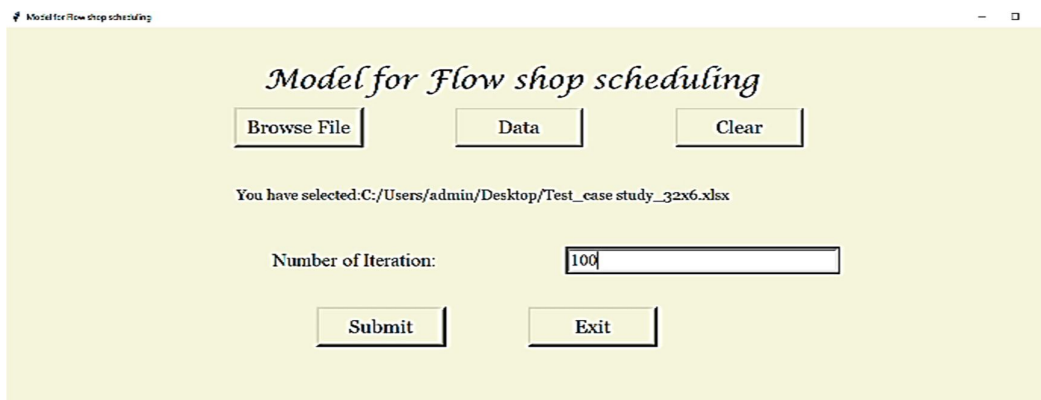 Model for Flow shop scheduling
Model for Flow shop scheduling
Browse File Data Clear
You have selected:C:/Users/admin/Desktop/Test_case study_32x6.xlsx
Number of Iteration: 100
Submit Exit